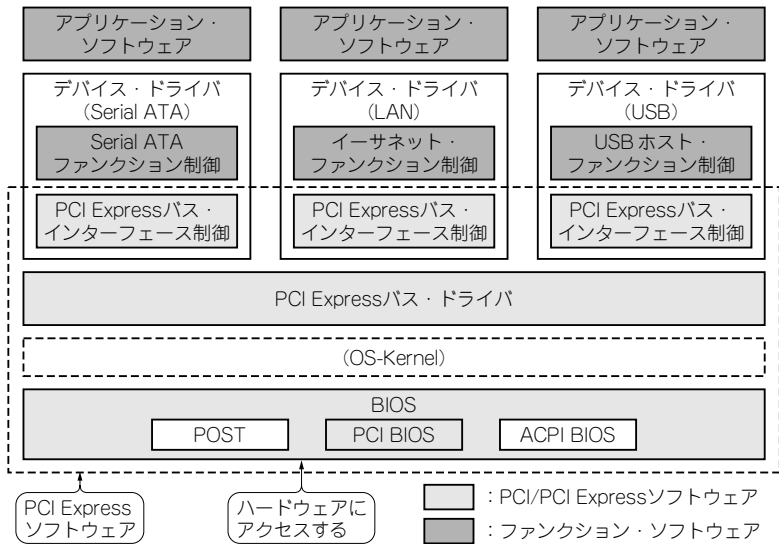 アプリケーション・
ソフトウェア
アプリケーション・
ソフトウェア
アプリケーション・
ソフトウェア
デバイス・ドライバ
(Serial ATA)
Serial ATA
ファンクション制御
PCI Expressバス・
インターフェース制御
デバイス・ドライバ
(LAN)
イーサネット・
ファンクション制御
PCI Expressバス・
インターフェース制御
デバイス・ドライバ
(USB)
USB ホスト・
ファンクション制御
PCI Expressバス・
インターフェース制御
PCI Expressバス・ドライバ
(OS-Kernel)
BIOS
POST
PCI BIOS
ACPI BIOS
PCI Express
ソフトウェア
ハードウェアに
アクセスする
：PCI/PCI Expressソフトウェア
：ファンクション・ソフトウェア